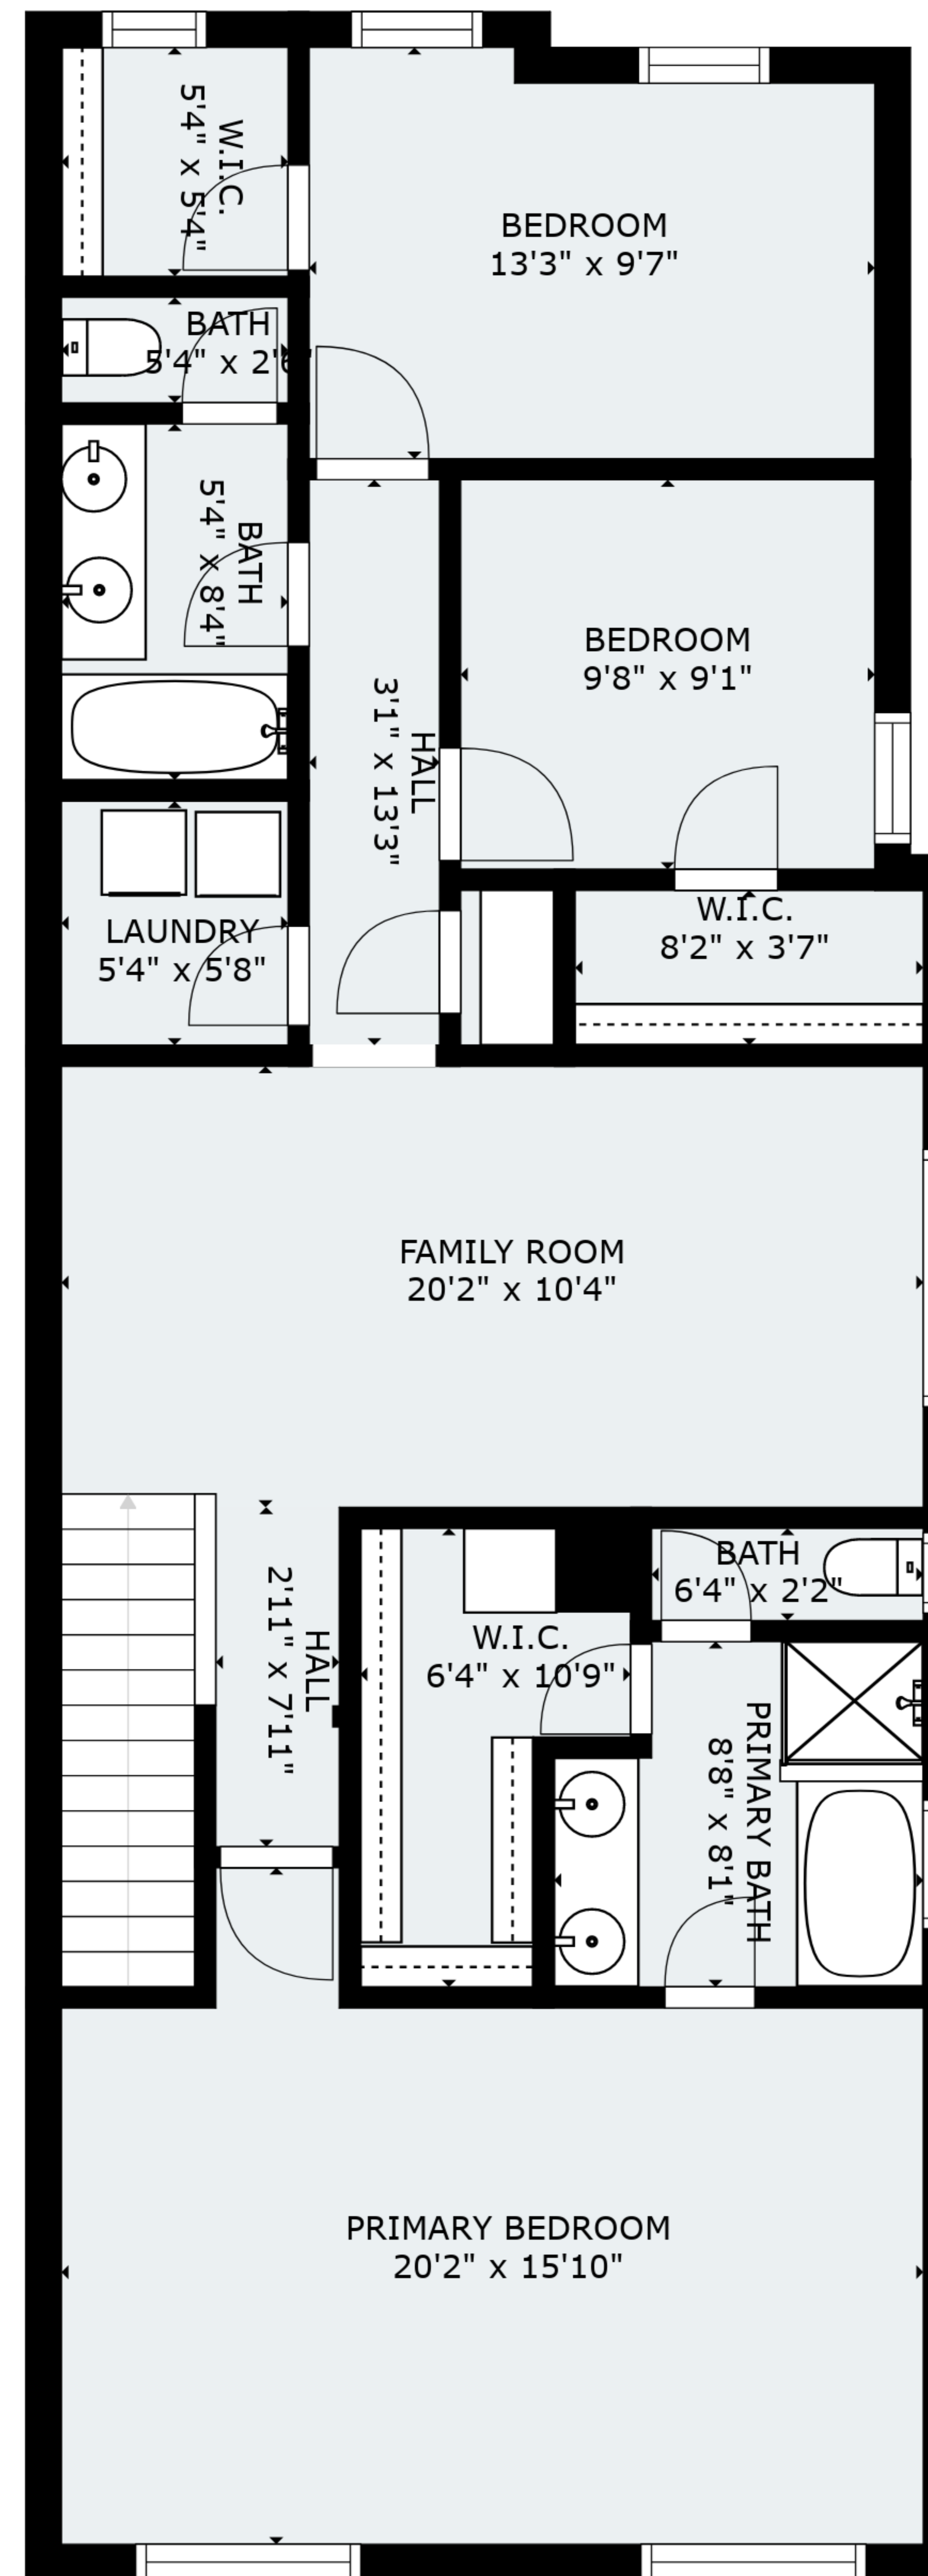 W.I.C.
5'4" x 5'4"
BEDROOM
13'3" x 9'7"
BATH
5'4" x 2'6"
BATH
5'4" x 8'4"
BEDROOM
9'8" x 9'1"
HALL
3'1" x 13'3"
LAUNDRY
5'4" x 5'8"
W.I.C.
8'2" x 3'7"
FAMILY ROOM
20'2" x 10'4"
HALL
2'11" x 7'11"
BATH
6'4" x 2'2"
W.I.C.
6'4" x 10'9"
PRIMARY BATH
8'8" x 8'1"
PRIMARY BEDROOM
20'2" x 15'10"